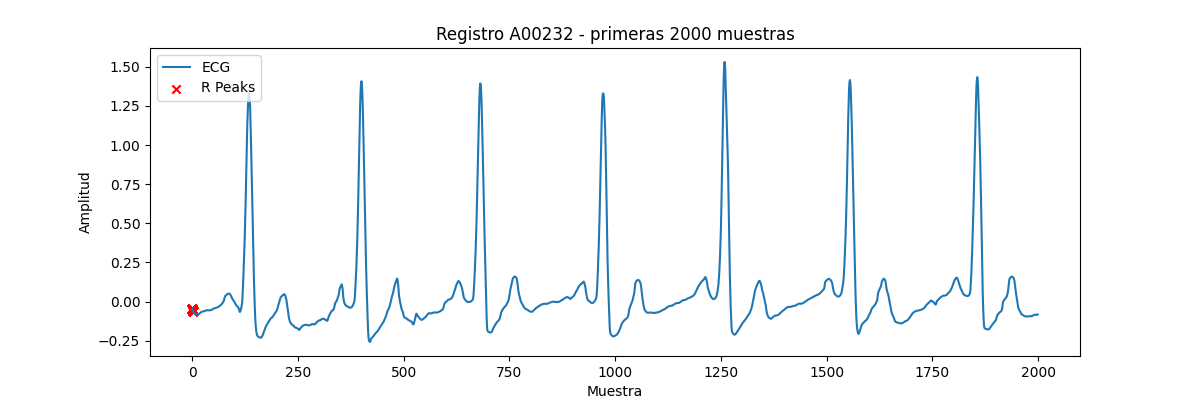 Registro A00232 - primeras 2000 muestras
ECG
R Peaks
1.50
1.25
1.00
0.75
0.50
0.25
0.00
−0.25
Amplitud
0 250 500 750 1000 1250 1500 1750 2000
Muestra